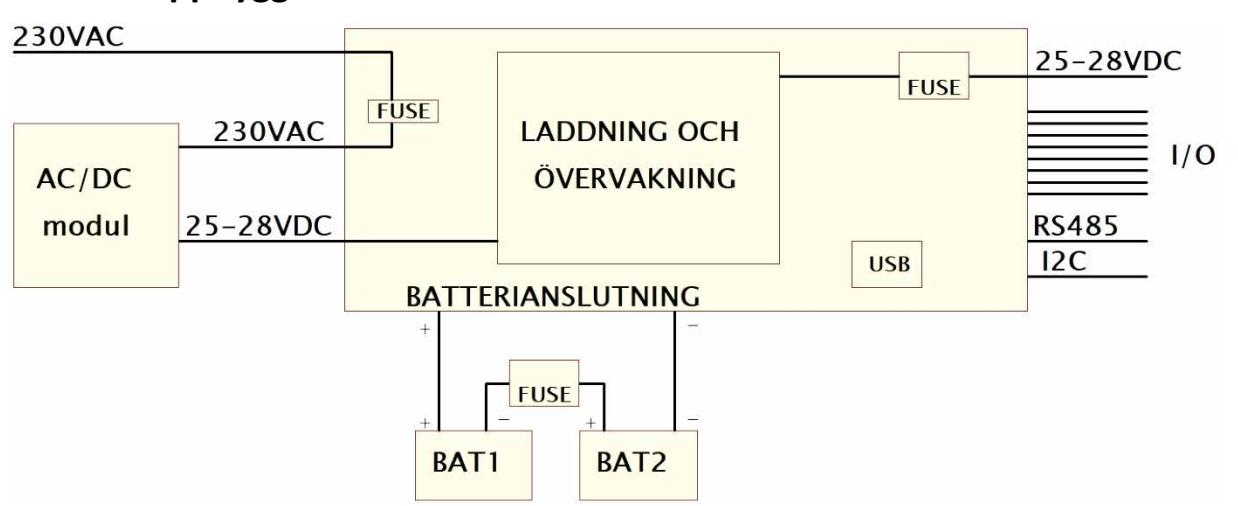 230VAC
25-28VDC
FUSE
FUSE
230VAC
LADDNING OCH
ÖVERVAKNING
I/O
AC/DC
modul
25-28VDC
RS485
USB
I2C
BATTERIANSLUTNING
+
-
FUSE
+
-
+
-
BAT1
BAT2